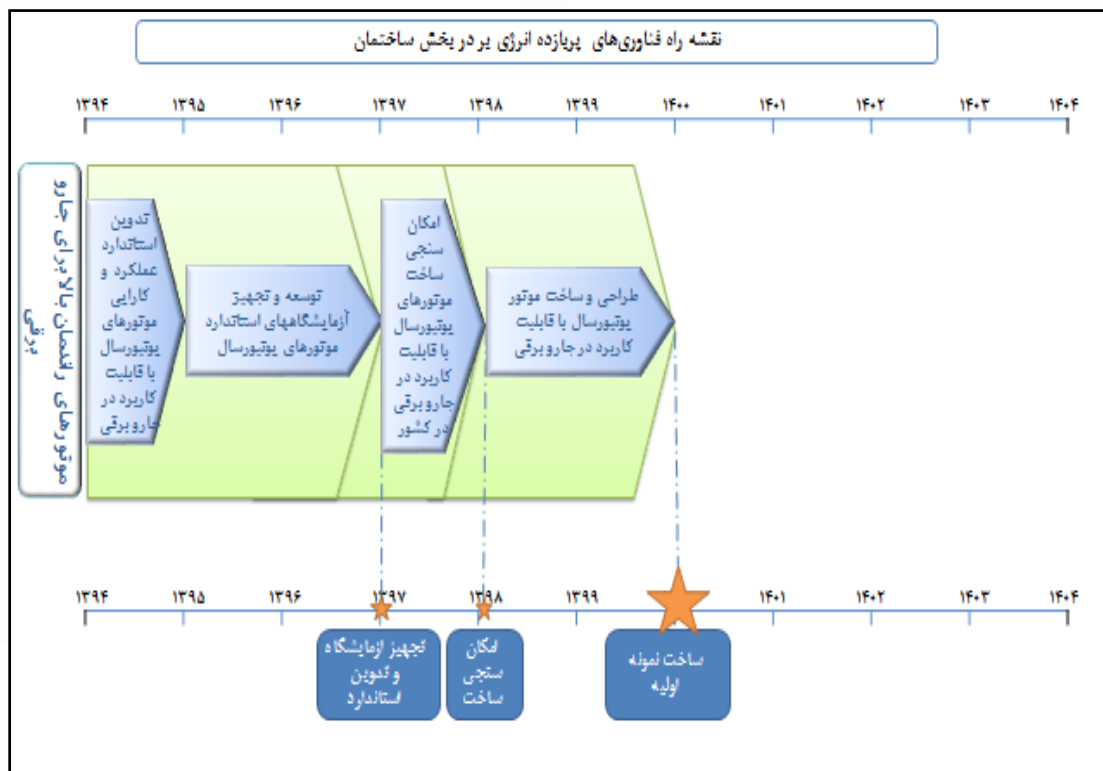 نقشه راه فناوری‌های پربازده انرژی بر در بخش ساختمان
۱۳۹۴ ۱۳۹۵ ۱۳۹۶ ۱۳۹۷ ۱۳۹۸ ۱۳۹۹ ۱۴۰۰ ۱۴۰۱ ۱۴۰۲ ۱۴۰۳ ۱۴۰۴
موتورهای راندمان بالا برای جارو
برقی
تدوین
استاندارد
عملکرد و
کارایی
موتورهای
یونیورسال
با قابلیت
کاربرد در
جاروبرقی
توسعه و تجهیز
آزمایشگاههای استاندارد
موتورهای یونیورسال
امکان
سنجی
ساخت
موتورهای
یونیورسال
با قابلیت
کاربرد در
جاروبرقی
در کشور
طراحی و ساخت موتور
یونیورسال با قابلیت
کاربرد در جاروبرقی
۱۳۹۴ ۱۳۹۵ ۱۳۹۶ ۱۳۹۷ ۱۳۹۸ ۱۳۹۹ ۱۴۰۰ ۱۴۰۱ ۱۴۰۲ ۱۴۰۳ ۱۴۰۴
تجهیز ازمایشگاه
و تدوین
استاندارد
امکان
سنجی
ساخت
ساخت نمونه
اولیه